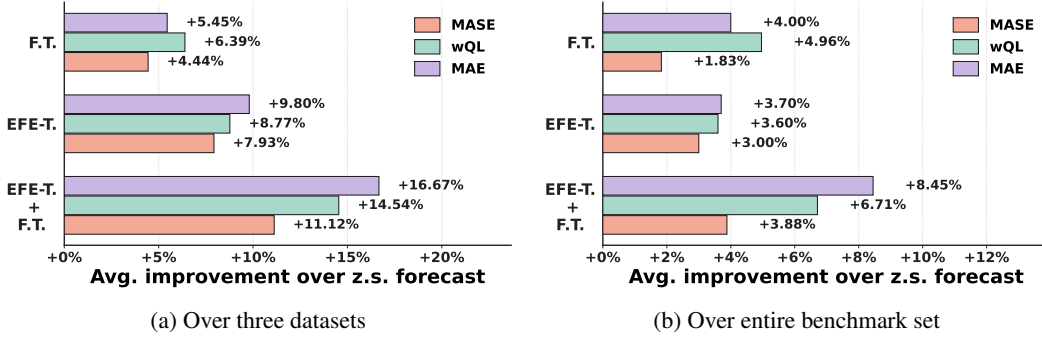 F.T.
+5.45%
+6.39%
+4.44%
EFE-T.
+9.80%
+8.77%
+7.93%
EFE-T.
+
F.T.
+16.67%
+14.54%
+11.12%
MASE
wQL
MAE
+0% +5% +10% +15% +20%
Avg. improvement over z.s. forecast
(a) Over three datasets
F.T.
+4.00%
+4.96%
+1.83%
EFE-T.
+3.70%
+3.60%
+3.00%
EFE-T.
+
F.T.
+8.45%
+6.71%
+3.88%
MASE
wQL
MAE
+0% +2% +4% +6% +8% +10% +12%
Avg. improvement over z.s. forecast
(b) Over entire benchmark set